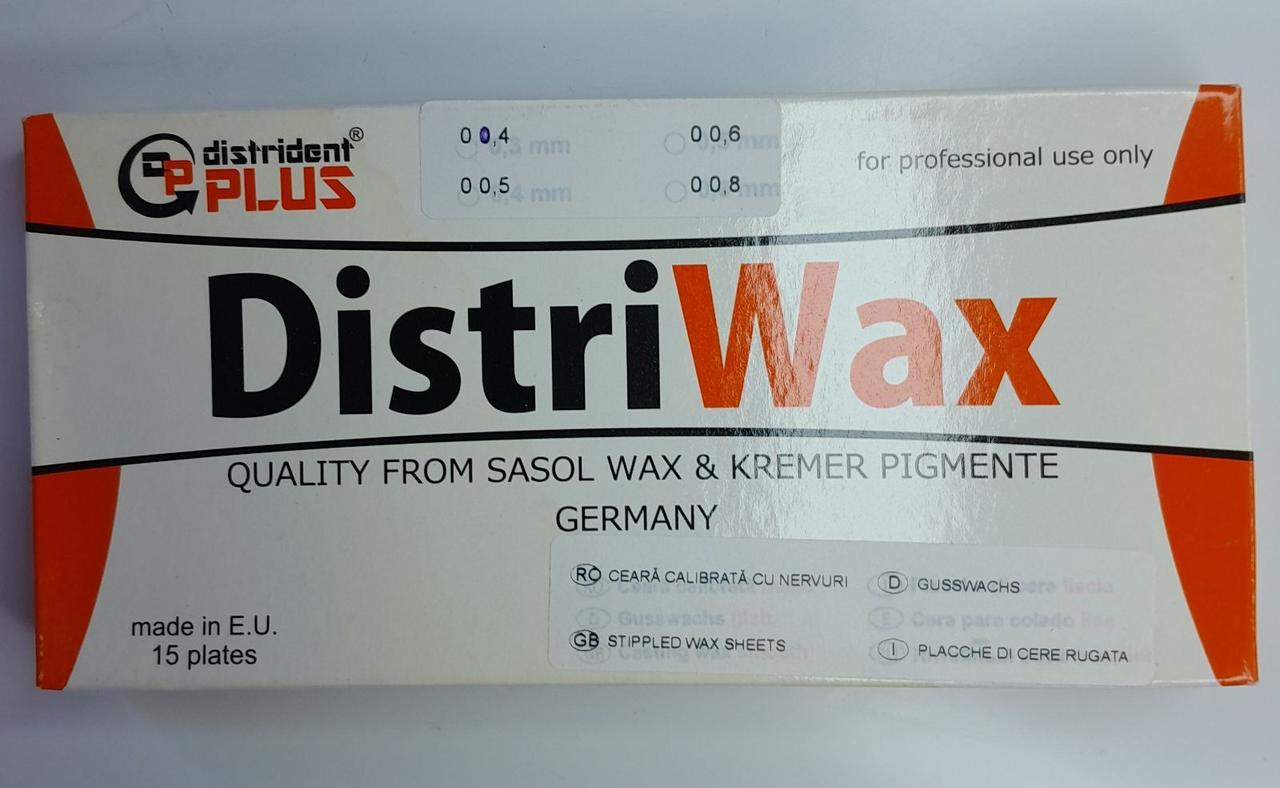 distrident®
PLUS
0 0,4
0 0,6
0 0,5
0 0,8
for professional use only
DistriWax
QUALITY FROM SASOL WAX & KREMER PIGMENTE
GERMANY
made in E.U.
15 plates
RO CEARĂ CALIBRATĂ CU NERVURI
D GUSSWACHS
GB STIPPLED WAX SHEETS
I PLACCHE DI CERE RUGATA